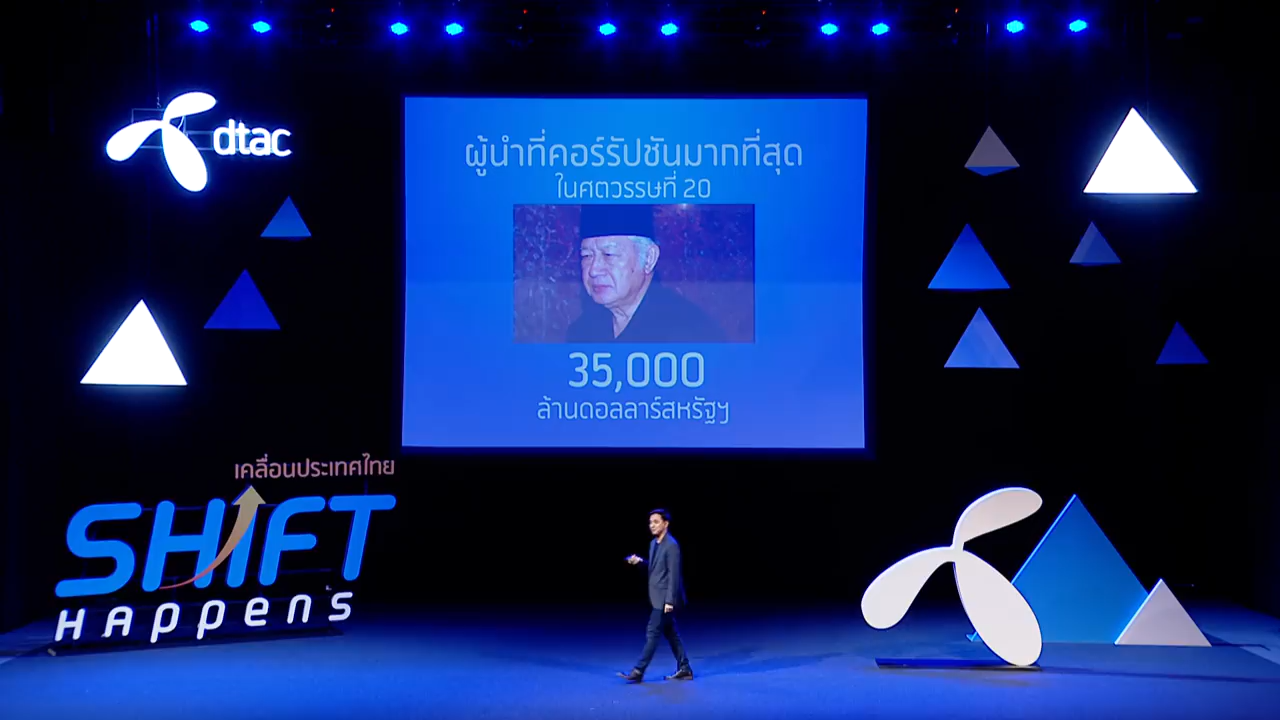 dtac
ผู้นำที่คอร์รัปชันมากที่สุด
ในศตวรรษที่ 20
35,000
ล้านดอลลาร์สหรัฐฯ
เคลื่อนประเทศไทย
SHIFT
HAppen's